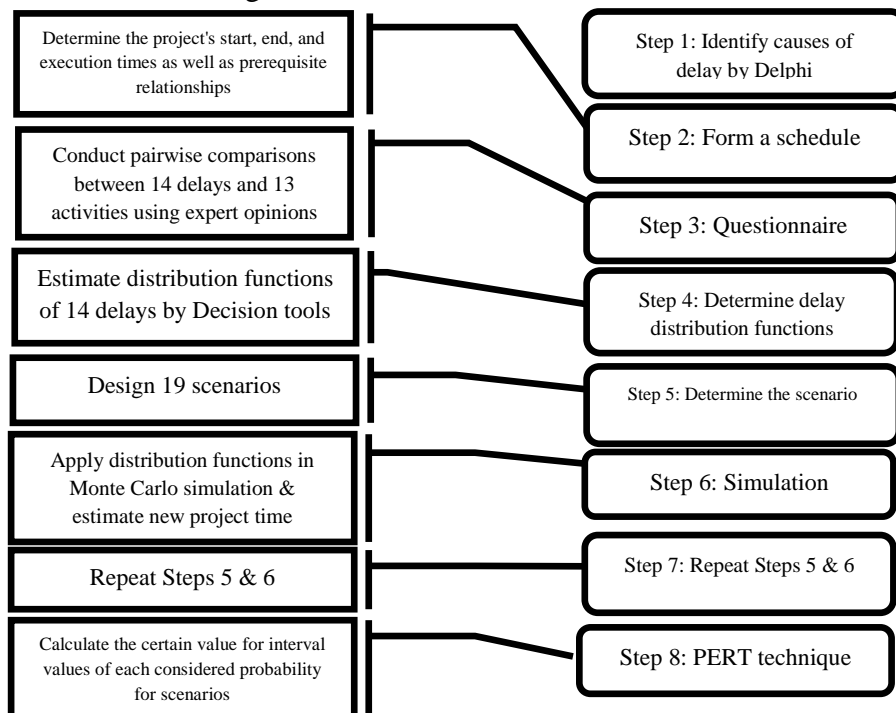 Determine the project's start, end, and
execution times as well as prerequisite
relationships
Step 1: Identify causes of
delay by Delphi
Step 2: Form a schedule
Conduct pairwise comparisons
between 14 delays and 13
activities using expert opinions
Step 3: Questionnaire
Estimate distribution functions
of 14 delays by Decision tools
Step 4: Determine delay
distribution functions
Design 19 scenarios
Step 5: Determine the scenario
Apply distribution functions in
Monte Carlo simulation &
estimate new project time
Step 6: Simulation
Repeat Steps 5 & 6
Step 7: Repeat Steps 5 & 6
Calculate the certain value for interval
values of each considered probability
for scenarios
Step 8: PERT technique